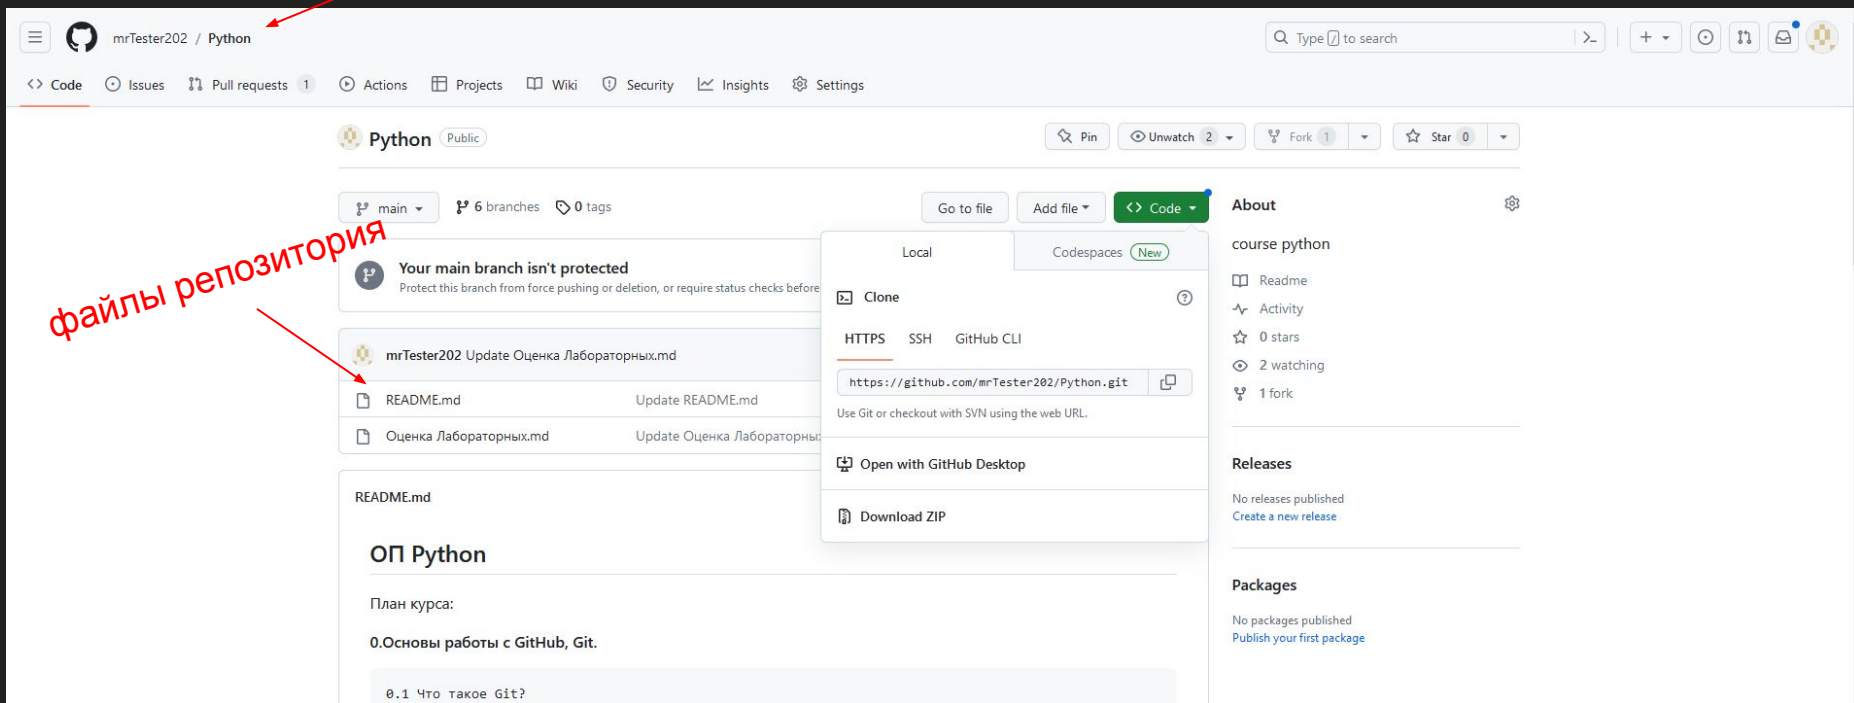 mrTester202 / Python
Type / to search
Code
Issues
Pull requests 1
Actions
Projects
Wiki
Security
Insights
Settings
Python Public
Pin
Unwatch 2
Fork 1
Star 0
main
6 branches
0 tags
Go to file
Add file
Code
файлы репозитория
Your main branch isn't protected
Protect this branch from force pushing or deletion, or require status checks before
mrTester202 Update Оценка Лабораторных.md
README.md Update README.md
Оценка Лабораторных.md Update Оценка Лабораторны
README.md
ОП Python
План курса:
0.Основы работы с GitHub, Git.
0.1 Что такое Git?
Local
Codespaces New
Clone
HTTPS SSH GitHub CLI
https://github.com/mrTester202/Python.git
Use Git or checkout with SVN using the web URL.
Open with GitHub Desktop
Download ZIP
About
course python
Readme
Activity
0 stars
2 watching
1 fork
Releases
No releases published
Create a new release
Packages
No packages published
Publish your first package